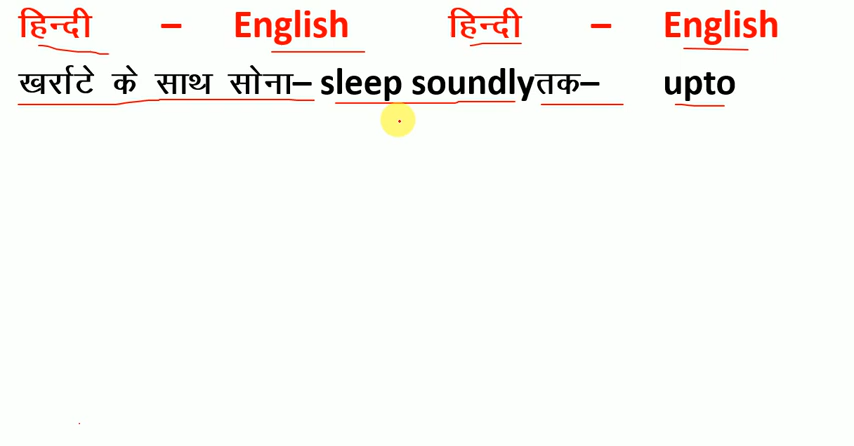 हिन्दी – English हिन्दी – English
खर्राटे के साथ सोना– sleep soundlyतक– upto